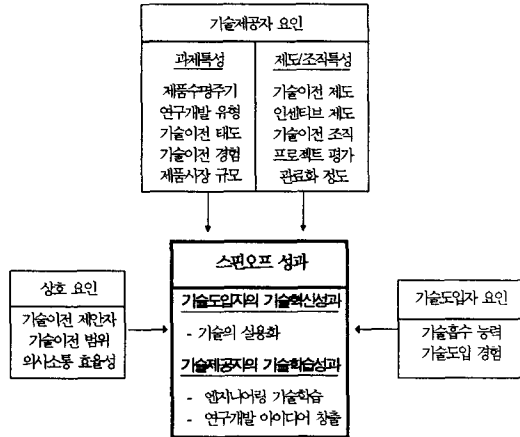 기술제공자 요인
과제특성
제품수명주기
연구개발 유형
기술이전 태도
기술이전 경험
제품시장 규모
제도/조직특성
기술이전 제도
인센티브 제도
기술이전 조직
프로젝트 평가
관료화 정도
상호 요인
기술이전 제안자
기술이전 범위
의사소통 효율성
스핀오프 성과
기술도입자의 기술혁신성과
- 기술의 실용화
기술제공자의 기술학습성과
- 엔지니어링 기술학습
- 연구개발 아이디어 창출
기술도입자 요인
기술흡수 능력
기술도입 경험